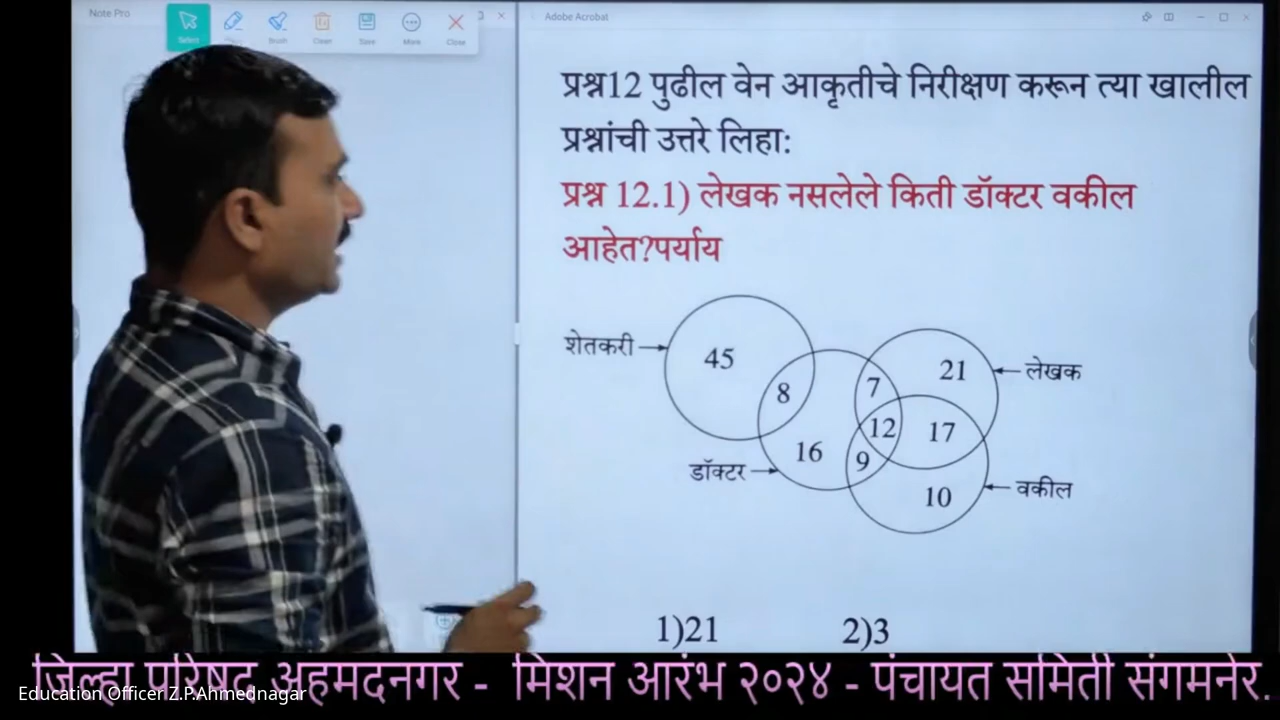 Note Pro
Select
Brush
Clear
Save
More
Close
Adobe Acrobat
प्रश्न12 पुढील वेन आकृतीचे निरीक्षण करून त्या खालील
प्रश्नांची उत्तरे लिहा:
प्रश्न 12.1) लेखक नसलेले किती डॉक्टर वकील
आहेत?पर्याय
शेतकरी
45
8
7
21
लेखक
12
17
16
9
डॉक्टर
10
वकील
1)21
2)3
जिल्हा परिषद अहमदनगर - मिशन आरंभ २०२४ - पंचायत समिती संगमनेर.
Education Officer Z.P.Ahmednagar